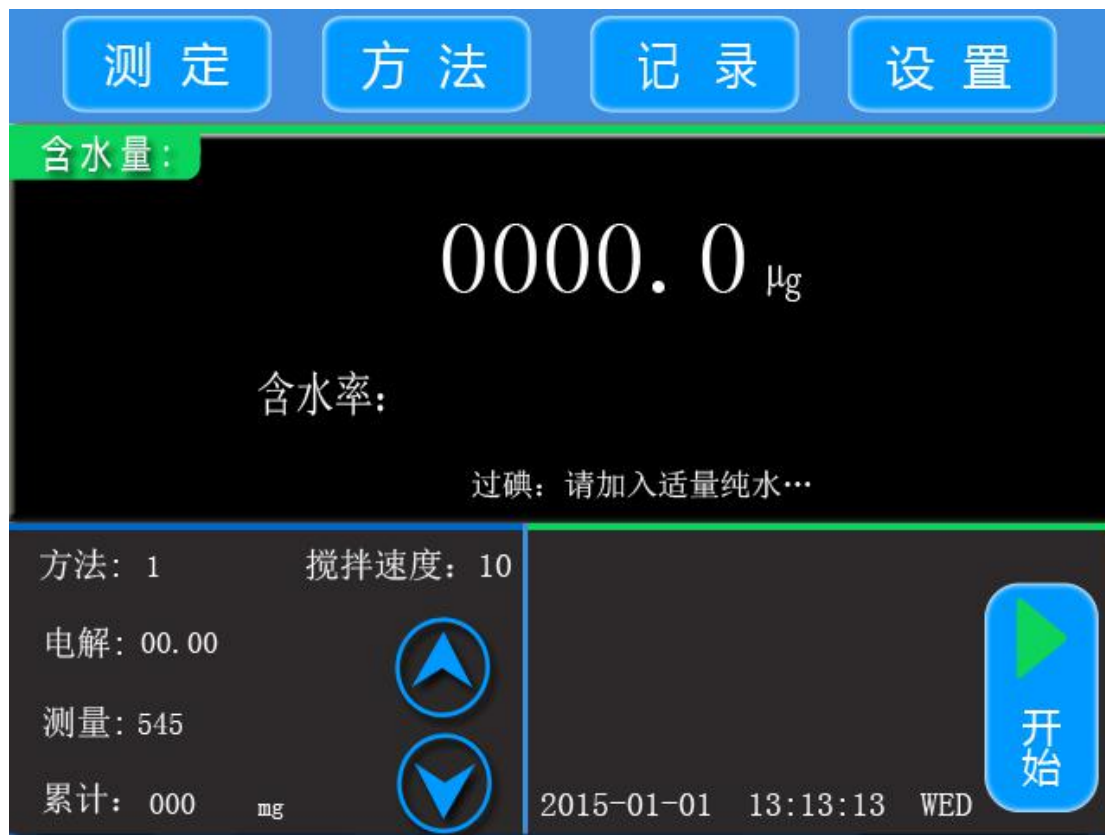 测定 方法 记录 设置
含水量:
0000.0 μg
含水率:
过碘: 请加入适量纯水…
方法: 1 搅拌速度: 10
电解: 00.00
测量: 545
累计: 000 mg
开始
2015-01-01 13:13:13 WED